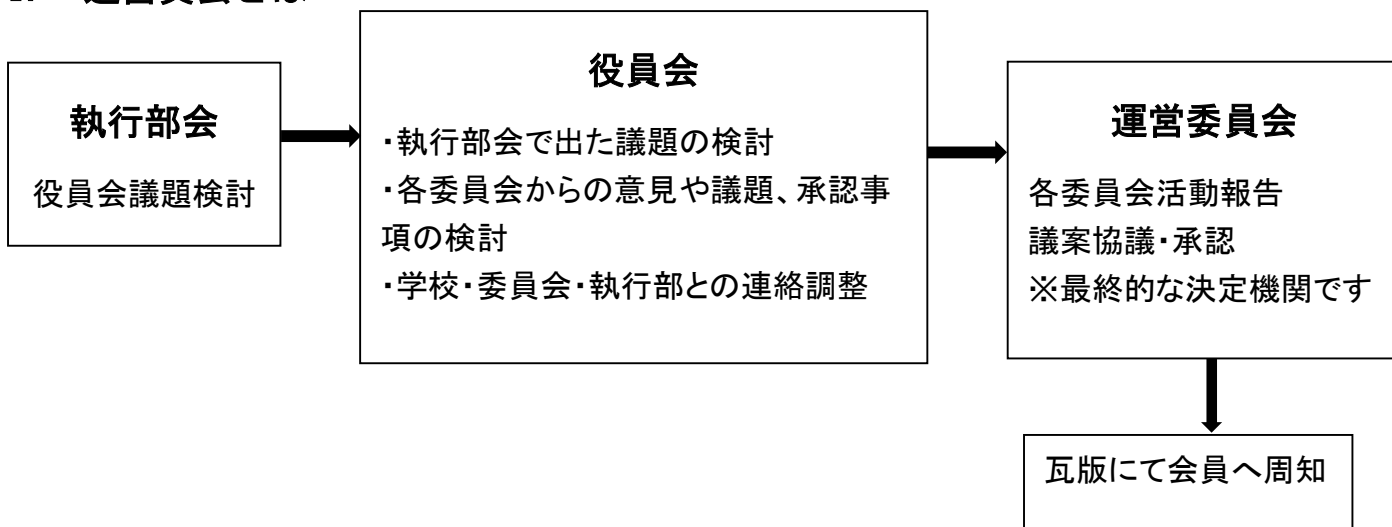 運営委員会とは
執行部会
役員会議題検討
役員会
・執行部会で出た議題の検討
・各委員会からの意見や議題、承認事
項の検討
・学校・委員会・執行部との連絡調整
運営委員会
各委員会活動報告
議案協議・承認
※最終的な決定機関です
瓦版にて会員へ周知